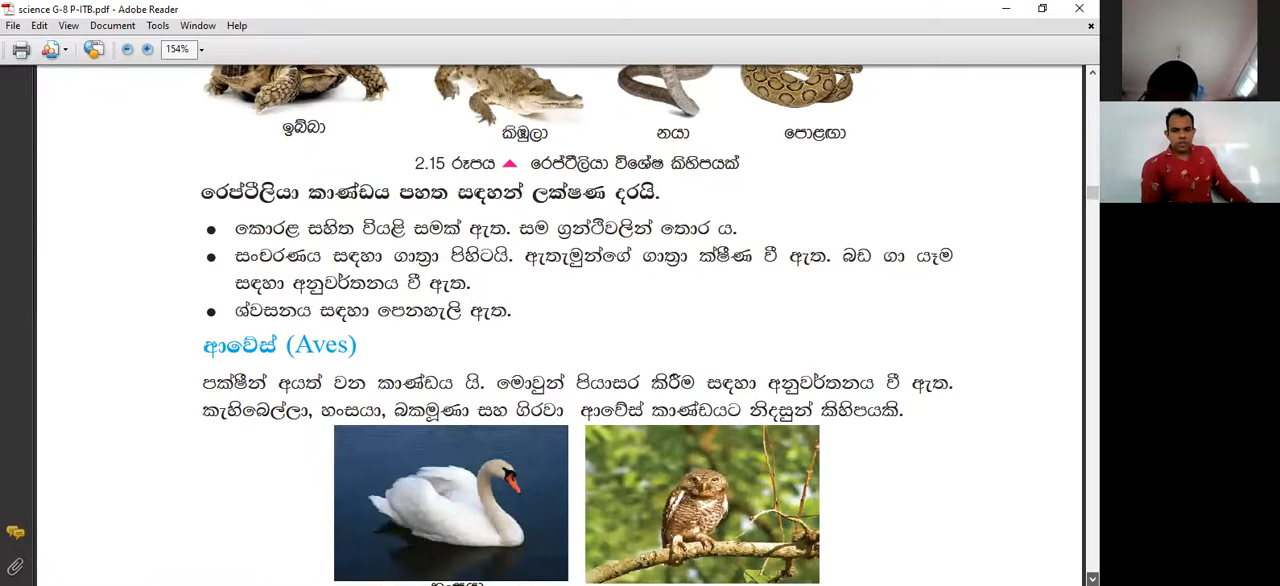 science G-8 P-ITB.pdf - Adobe Reader
File Edit View Document Tools Window Help
154%
ඉබ්බා
කිඹුලා
නයා
පොළඟා
2.15 රූපය ▲ රෙප්ටීලියා විශේෂ කිහිපයක්
රෙප්ටීලියා කාණ්ඩය පහත සඳහන් ලක්ෂණ දරයි.
● කොරළ සහිත වියළි සමක් ඇත. සම ග්‍රන්ථිවලින් තොර ය.
● සංචරණය සඳහා ගාත්‍රා පිහිටයි. ඇතැමුන්ගේ ගාත්‍රා ක්ෂීණ වී ඇත. බඩ ගා යෑම
සඳහා අනුවර්තනය වී ඇත.
● ශ්වසනය සඳහා පෙනහැලි ඇත.
ආවේස් (Aves)
පක්ෂීන් අයත් වන කාණ්ඩය යි. මොවුන් පියාසර කිරීම සඳහා අනුවර්තනය වී ඇත.
කැහිබෙල්ලා, හංසයා, බකමූණා සහ ගිරවා ආවේස් කාණ්ඩයට නිදසුන් කිහිපයකි.